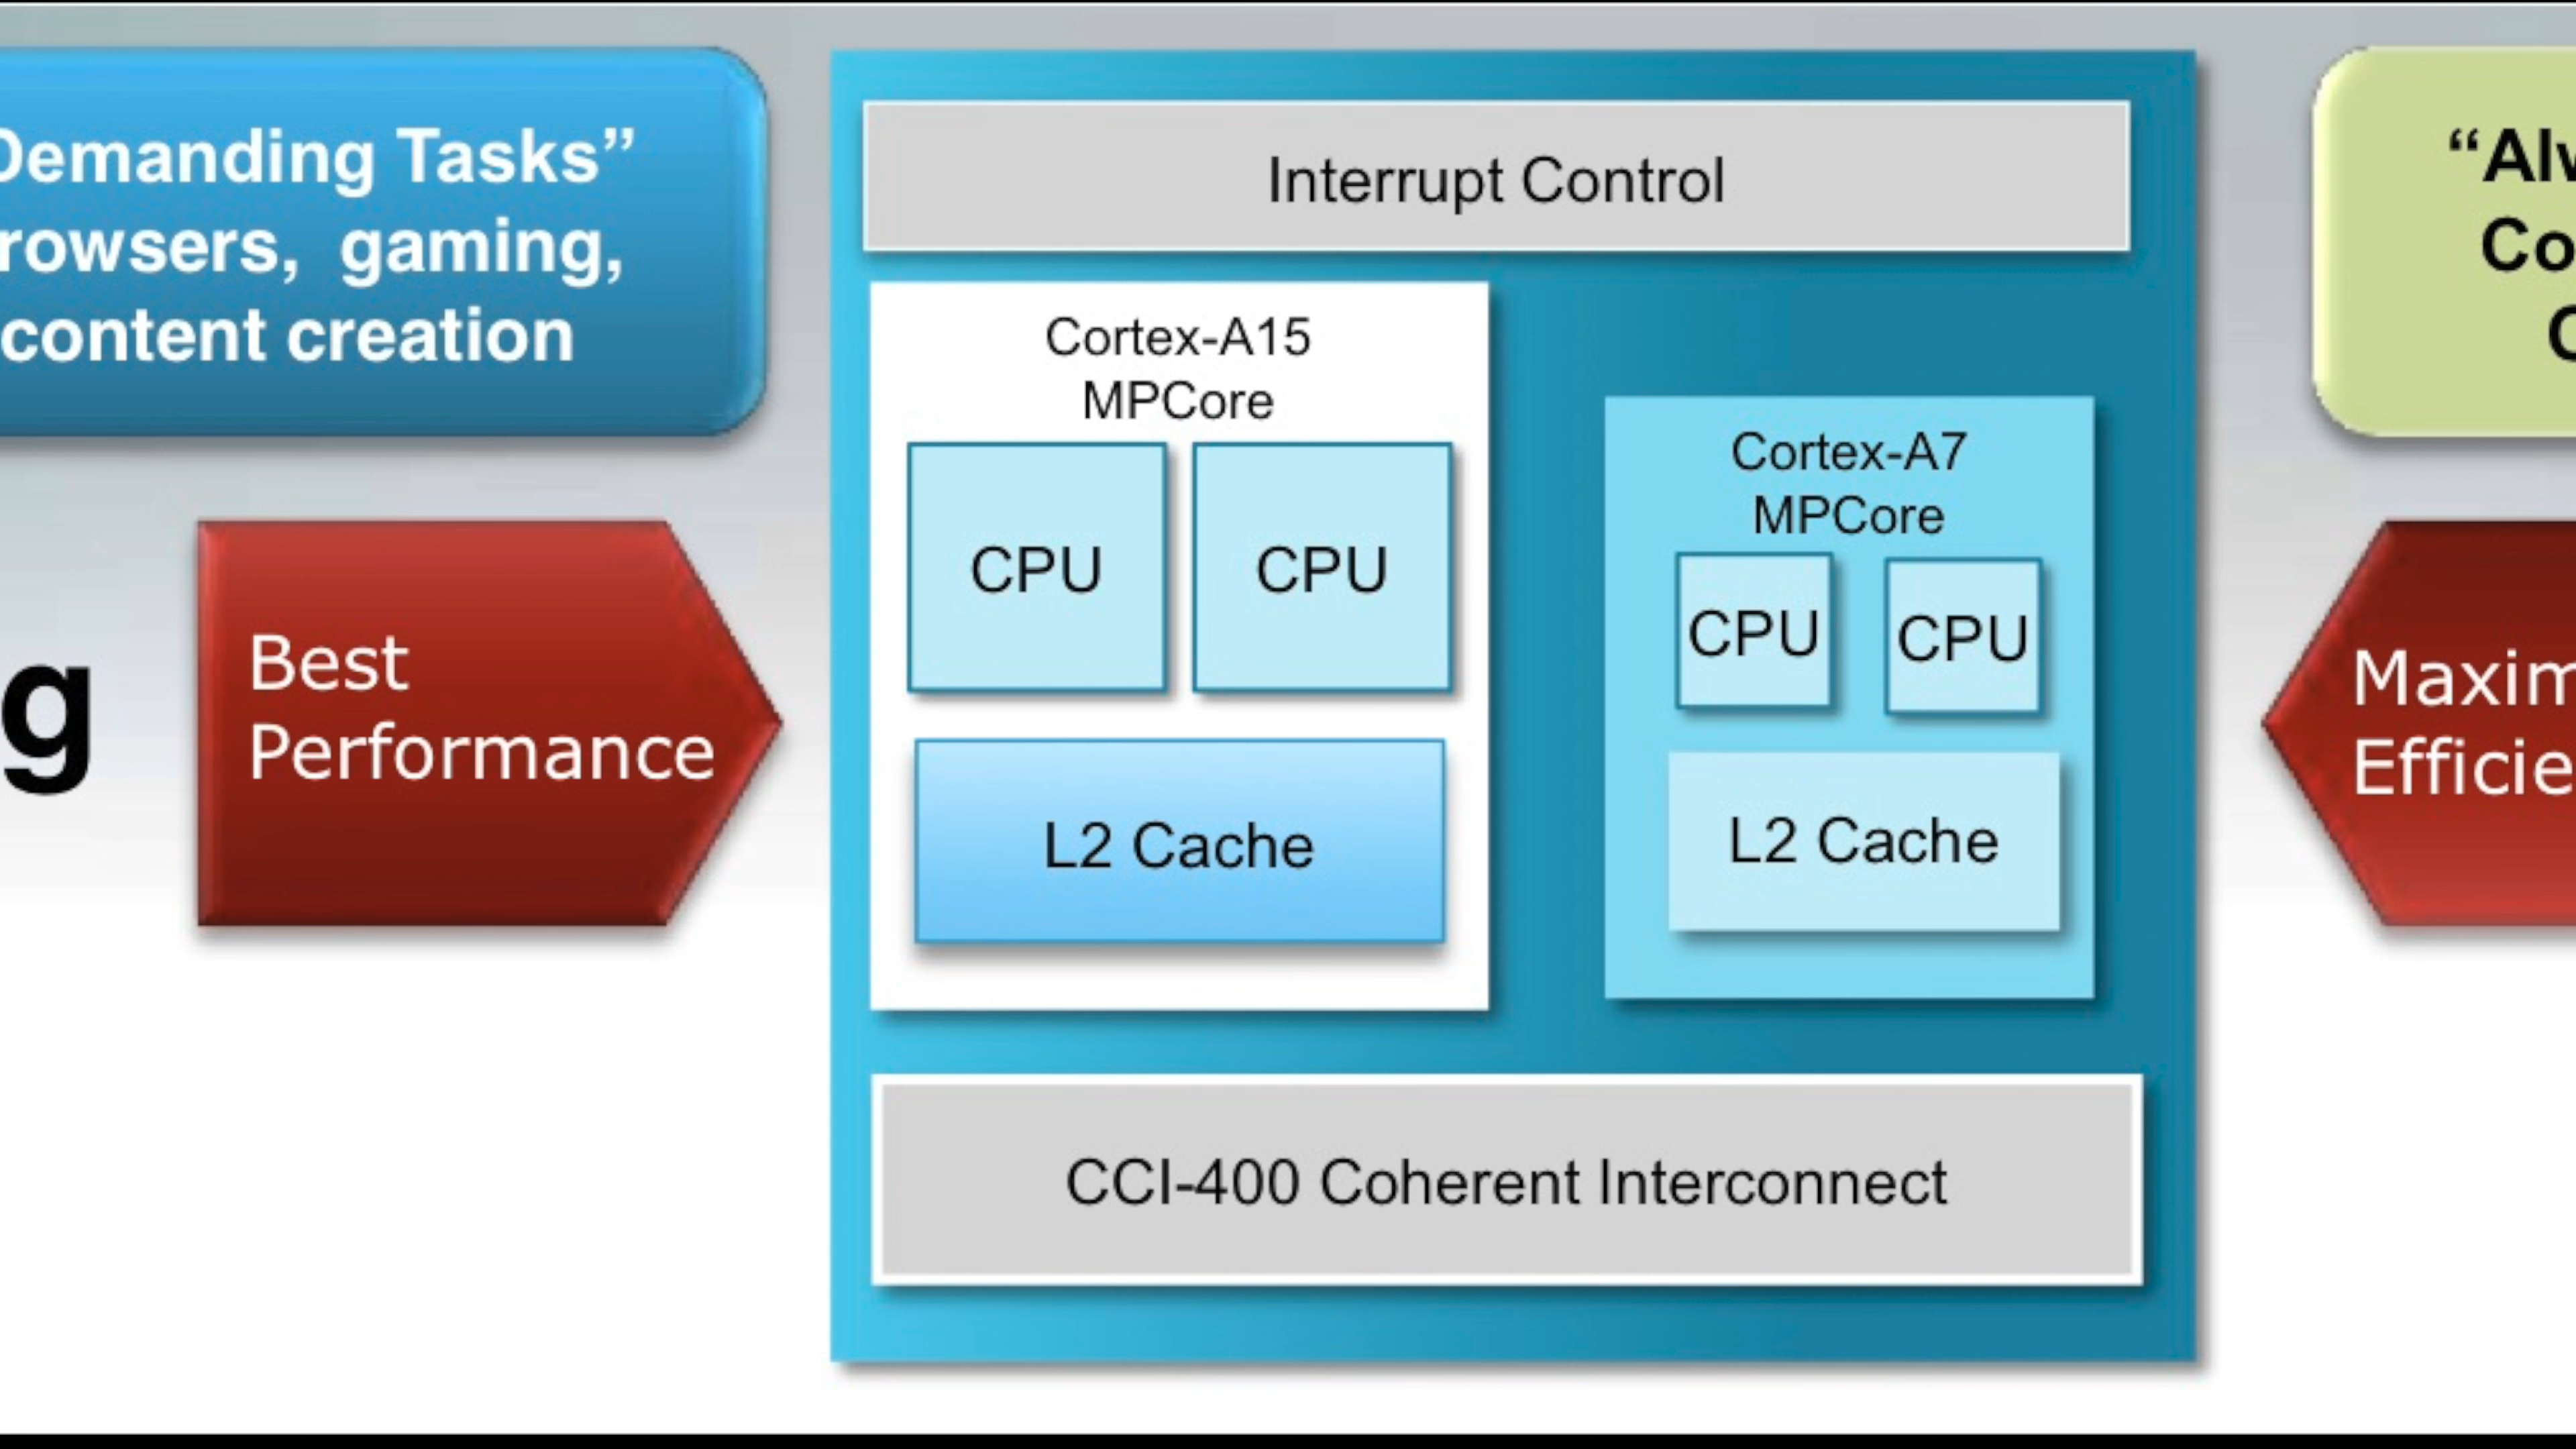 Demanding Tasks”
rowsers, gaming,
content creation
g
Best
Performance
Interrupt Control
Cortex-A15
MPCore
CPU CPU
L2 Cache
Cortex-A7
MPCore
CPU CPU
L2 Cache
CCI-400 Coherent Interconnect
“Alw
Co
Maxim
Efficie